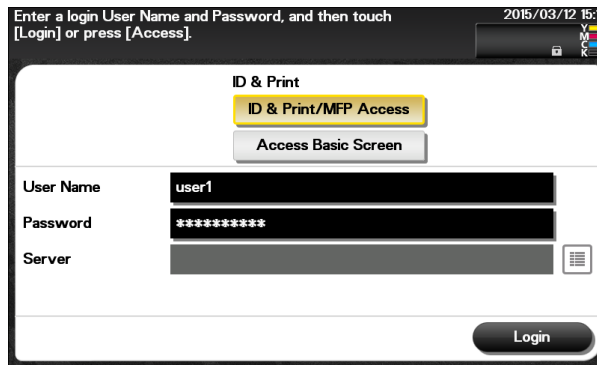 Enter a login User Name and Password, and then touch
[Login] or press [Access].
2015/03/12 15:
Y
M
C
K
ID & Print
ID & Print/MFP Access
Access Basic Screen
User Name
user1
Password
**********
Server
Login